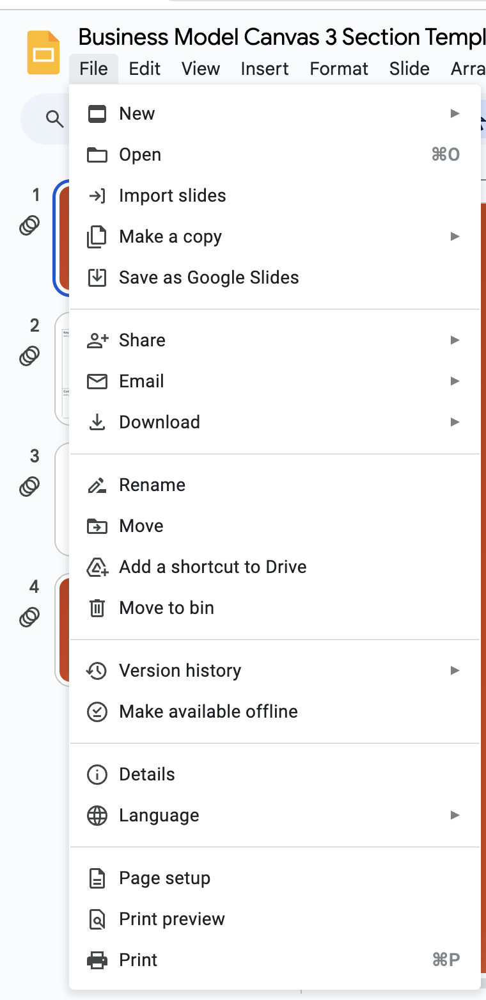 Business Model Canvas 3 Section Templ
File Edit View Insert Format Slide Arra
New
Open ⌘O
Import slides
Make a copy
Save as Google Slides
Share
Email
Download
Rename
Move
Add a shortcut to Drive
Move to bin
Version history
Make available offline
Details
Language
Page setup
Print preview
Print ⌘P
1
2
3
4